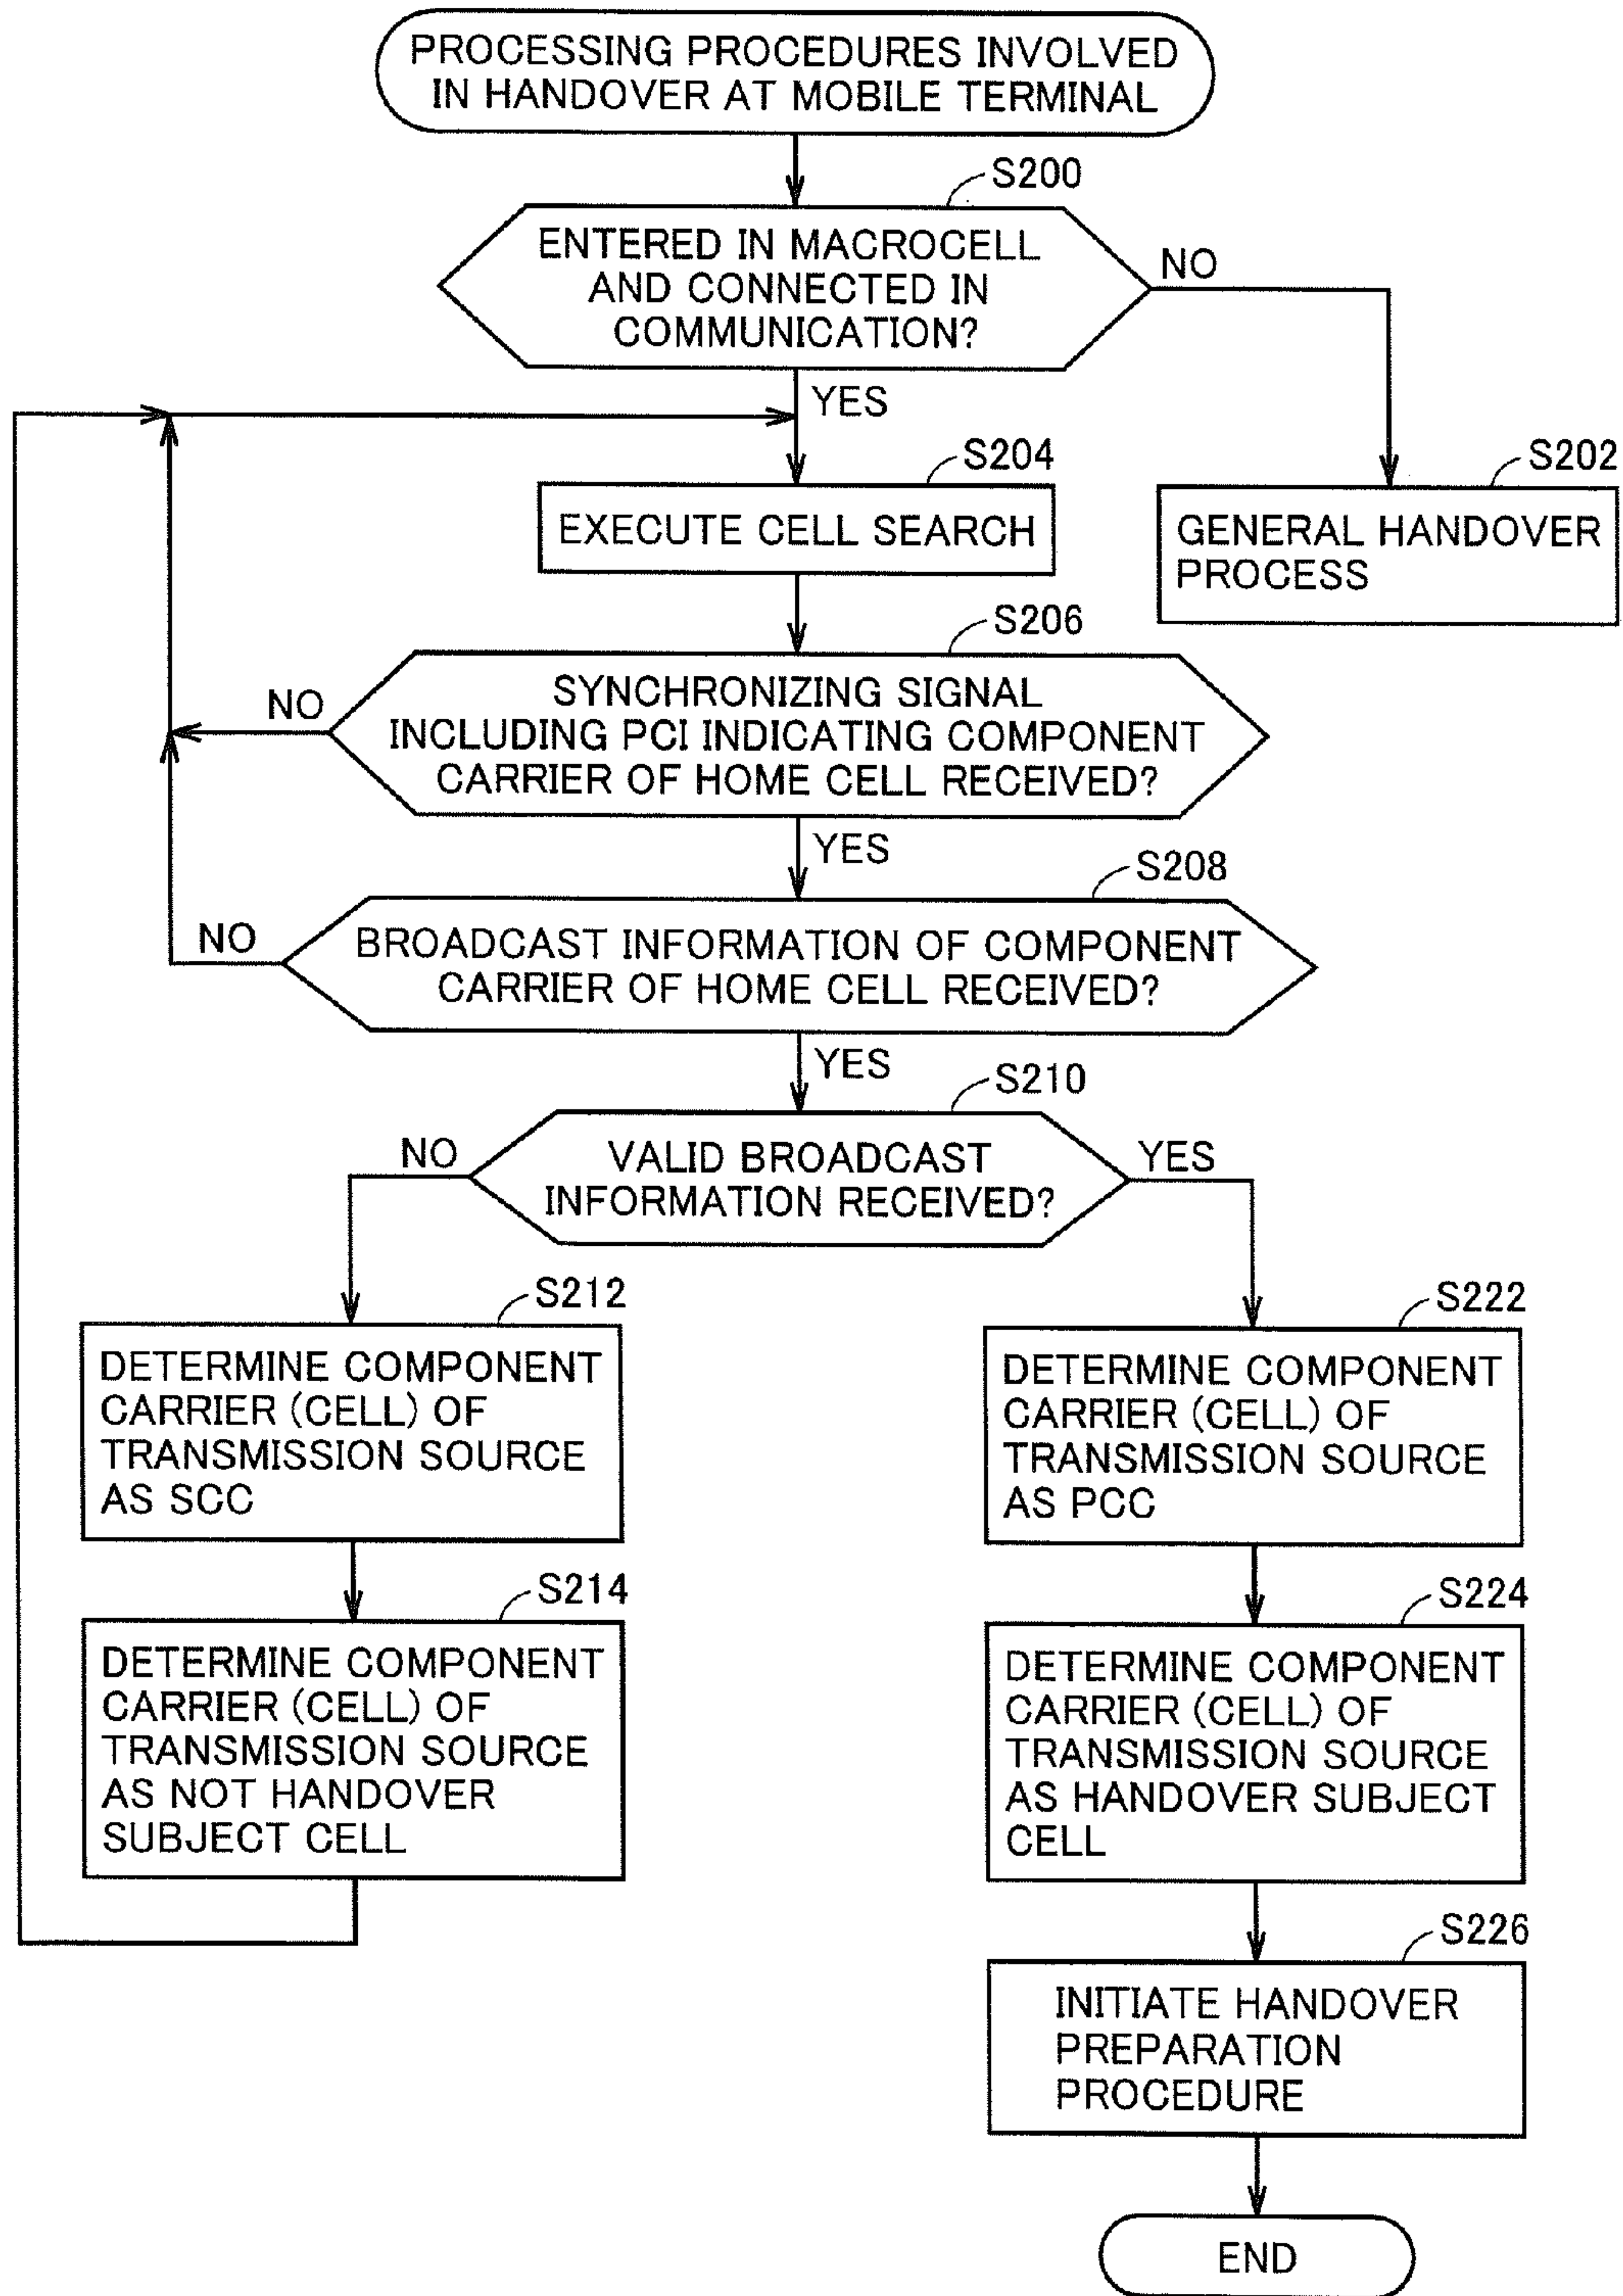 PROCESSING PROCEDURES INVOLVED
IN HANDOVER AT MOBILE TERMINAL
S200
ENTERED IN MACROCELL
AND CONNECTED IN
COMMUNICATION?
NO
YES
S204
EXECUTE CELL SEARCH
S202
GENERAL HANDOVER
PROCESS
S206
SYNCHRONIZING SIGNAL
INCLUDING PCI INDICATING COMPONENT
CARRIER OF HOME CELL RECEIVED?
NO
YES
S208
BROADCAST INFORMATION OF COMPONENT
CARRIER OF HOME CELL RECEIVED?
NO
YES
S210
VALID BROADCAST
INFORMATION RECEIVED?
NO
YES
S212
DETERMINE COMPONENT
CARRIER (CELL) OF
TRANSMISSION SOURCE
AS SCC
S214
DETERMINE COMPONENT
CARRIER (CELL) OF
TRANSMISSION SOURCE
AS NOT HANDOVER
SUBJECT CELL
S222
DETERMINE COMPONENT
CARRIER (CELL) OF
TRANSMISSION SOURCE
AS PCC
S224
DETERMINE COMPONENT
CARRIER (CELL) OF
TRANSMISSION SOURCE
AS HANDOVER SUBJECT
CELL
S226
INITIATE HANDOVER
PREPARATION
PROCEDURE
END